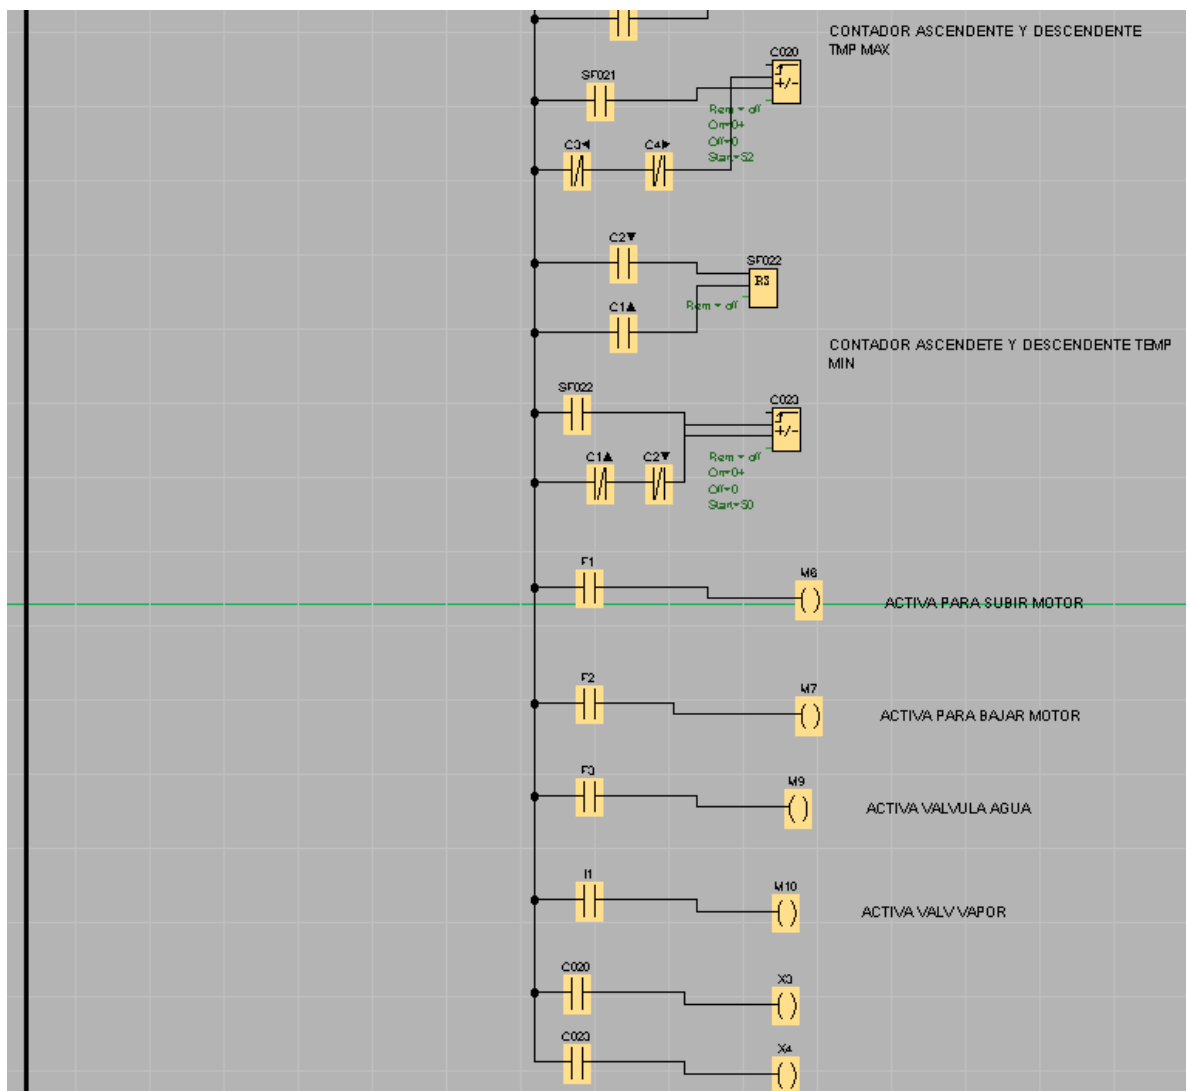 CONTADOR ASCENDENTE Y DESCENDENTE
TMP MAX
C020
+/-
SF021
Rem = off
On=0+
Off=0
Start=52
C3◄
C4►
C2▼
SF022
RS
Rem = off
C1▲
CONTADOR ASCENDETE Y DESCENDENTE TEMP
MIN
SF022
C023
+/-
C1▲
C2▼
Rem = off
On=0+
Off=0
Start=50
F1
M6
ACTIVA PARA SUBIR MOTOR
F2
M7
ACTIVA PARA BAJAR MOTOR
F3
M9
ACTIVA VALVULA AGUA
I1
M10
ACTIVA VALV VAPOR
C020
X3
C023
X4